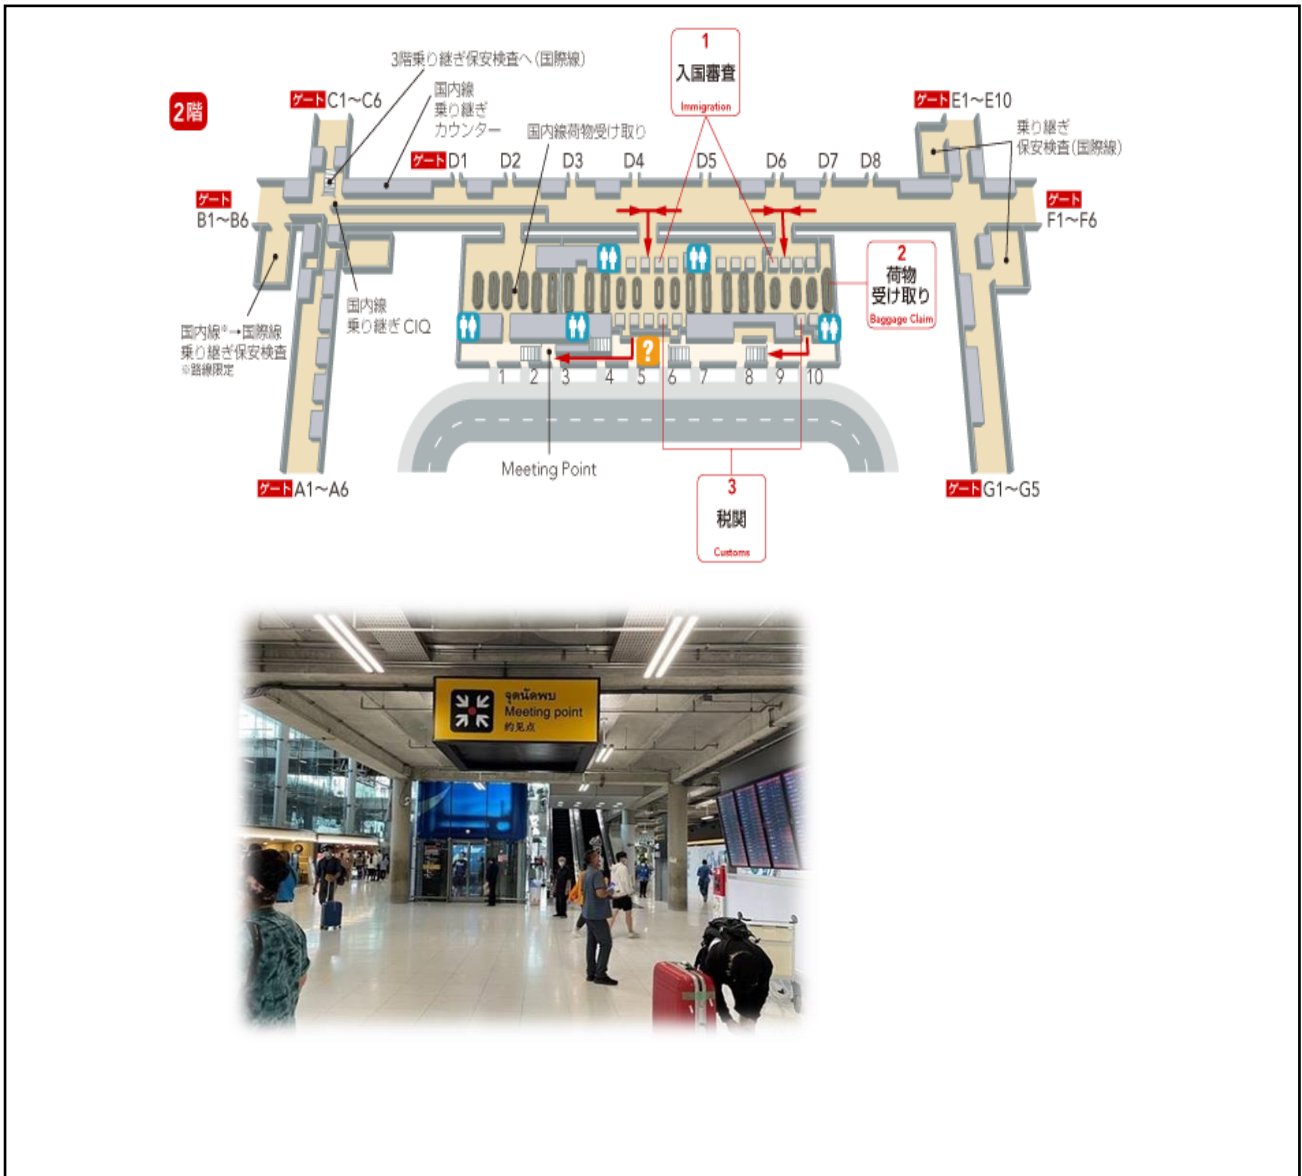 2階
3階乗り継ぎ保安検査へ(国際線)
ゲート C1〜C6
国内線
乗り継ぎ
カウンター
国内線荷物受け取り
1
入国審査
Immigration
ゲート E1〜E10
乗り継ぎ
保安検査(国際線)
ゲート D1 D2 D3 D4 D5 D6 D7 D8
ゲート
B1〜B6
ゲート
F1〜F6
2
荷物
受け取り
Baggage Claim
国内線
乗り継ぎ CIQ
国内線※→国際線
乗り継ぎ保安検査
※路線限定
?
1 2 3 4 5 6 7 8 9 10
Meeting Point
ゲート A1〜A6
ゲート G1〜G5
3
税関
Customs
จุดนัดพบ
Meeting point
约见点